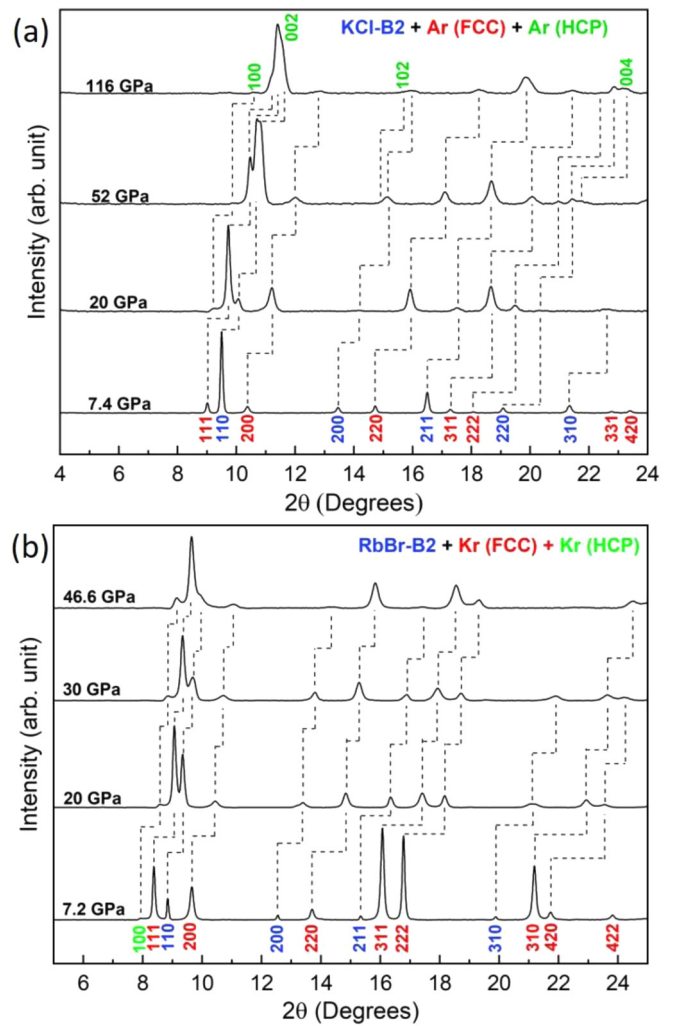 (a)
KCl-B2 + Ar (FCC) + Ar (HCP)
002
100
102
004
116 GPa
52 GPa
20 GPa
7.4 GPa
111 110 200 200 220 211 311 222 220 310 331 420
4 6 8 10 12 14 16 18 20 22 24
2θ (Degrees)
Intensity (arb. unit)
(b)
RbBr-B2 + Kr (FCC) + Kr (HCP)
46.6 GPa
30 GPa
20 GPa
7.2 GPa
100 111 110 200 200 220 211 311 222 310 310 420 422
6 8 10 12 14 16 18 20 22 24
2θ (Degrees)
Intensity (arb. unit)